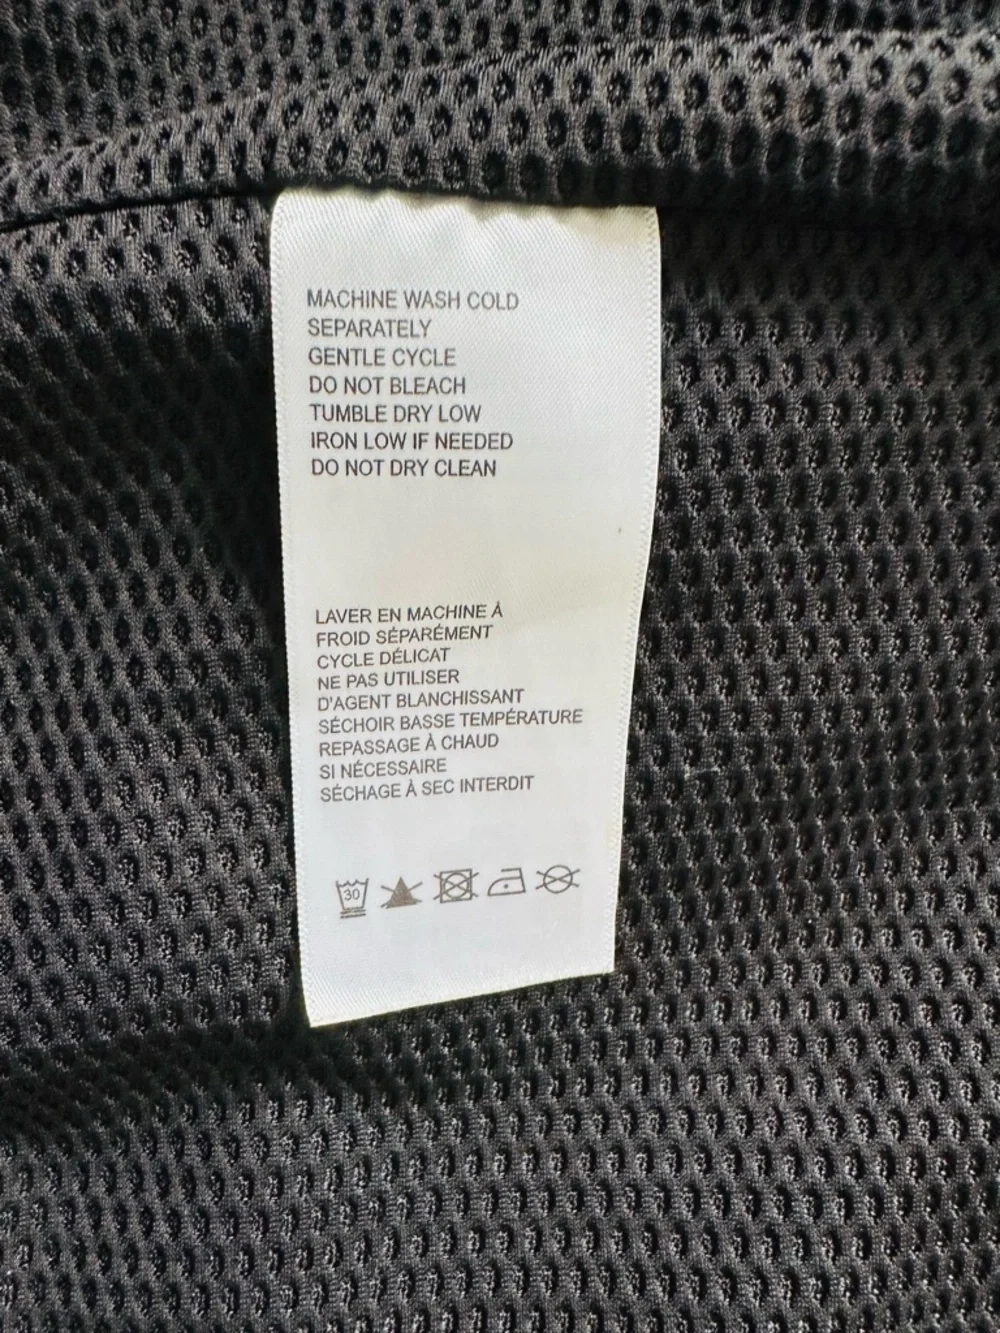 MACHINE WASH COLD
SEPARATELY
GENTLE CYCLE
DO NOT BLEACH
TUMBLE DRY LOW
IRON LOW IF NEEDED
DO NOT DRY CLEAN
LAVER EN MACHINE À
FROID SÉPARÉMENT
CYCLE DÉLICAT
NE PAS UTILISER
D'AGENT BLANCHISSANT
SÉCHOIR BASSE TEMPÉRATURE
REPASSAGE À CHAUD
SI NÉCESSAIRE
SÉCHAGE À SEC INTERDIT
30